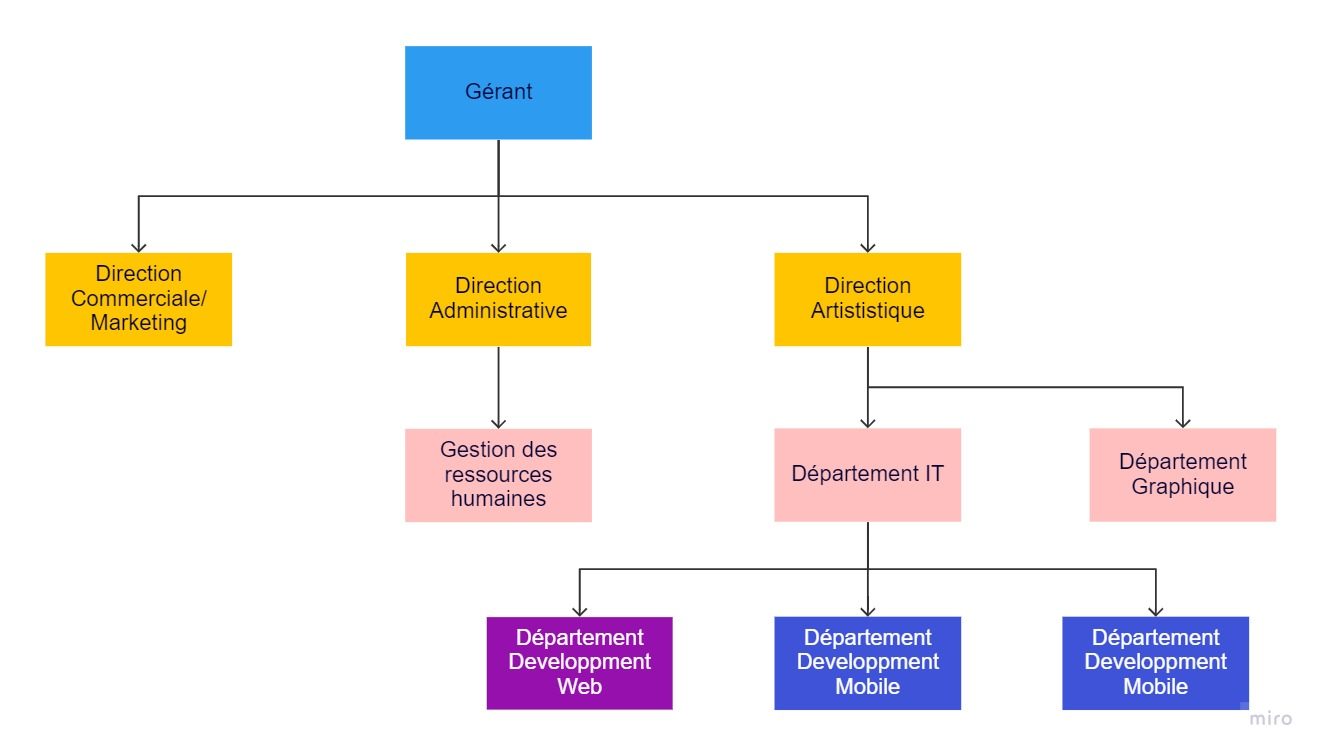 Gérant
Direction
Commerciale/
Marketing
Direction
Administrative
Direction
Artististique
Gestion des
ressources
humaines
Département IT
Département
Graphique
Département
Developpment
Web
Département
Developpment
Mobile
Département
Developpment
Mobile
miro